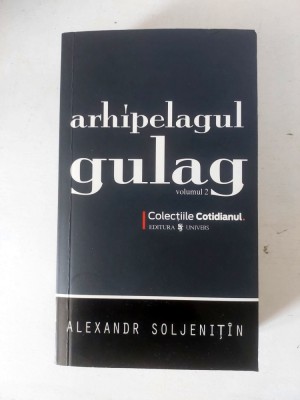 arhipelagul
gulag
volumul 2
Colecțiile Cotidianul.
EDITURA UNIVERS
ALEXANDR SOLJENIȚÎN